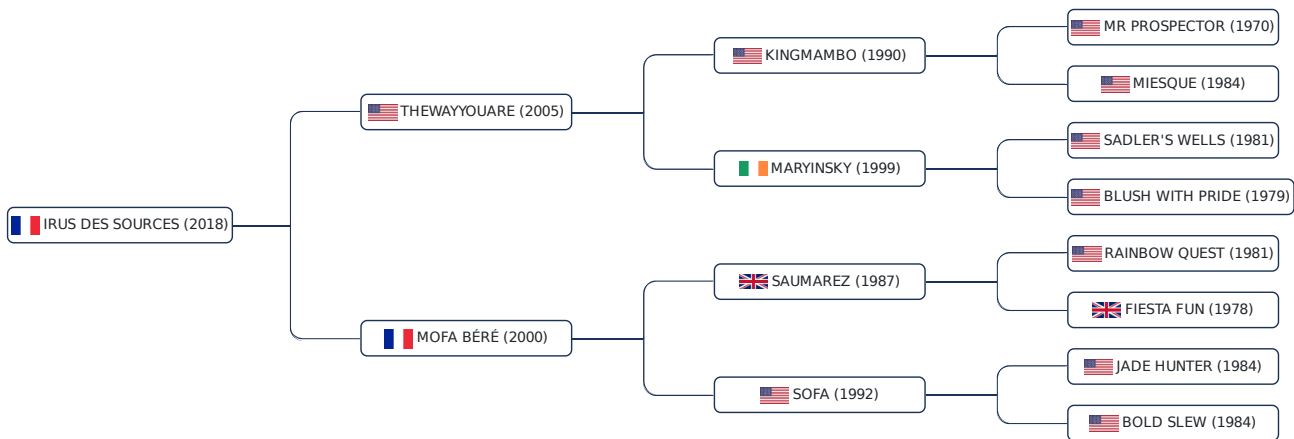 MR PROSPECTOR (1970)
KINGMAMBO (1990)
MIESQUE (1984)
THEWAYYOUARE (2005)
SADLER'S WELLS (1981)
MARYINSKY (1999)
BLUSH WITH PRIDE (1979)
IRUS DES SOURCES (2018)
RAINBOW QUEST (1981)
SAUMAREZ (1987)
FIESTA FUN (1978)
MOFA BÉRÉ (2000)
JADE HUNTER (1984)
SOFA (1992)
BOLD SLEW (1984)